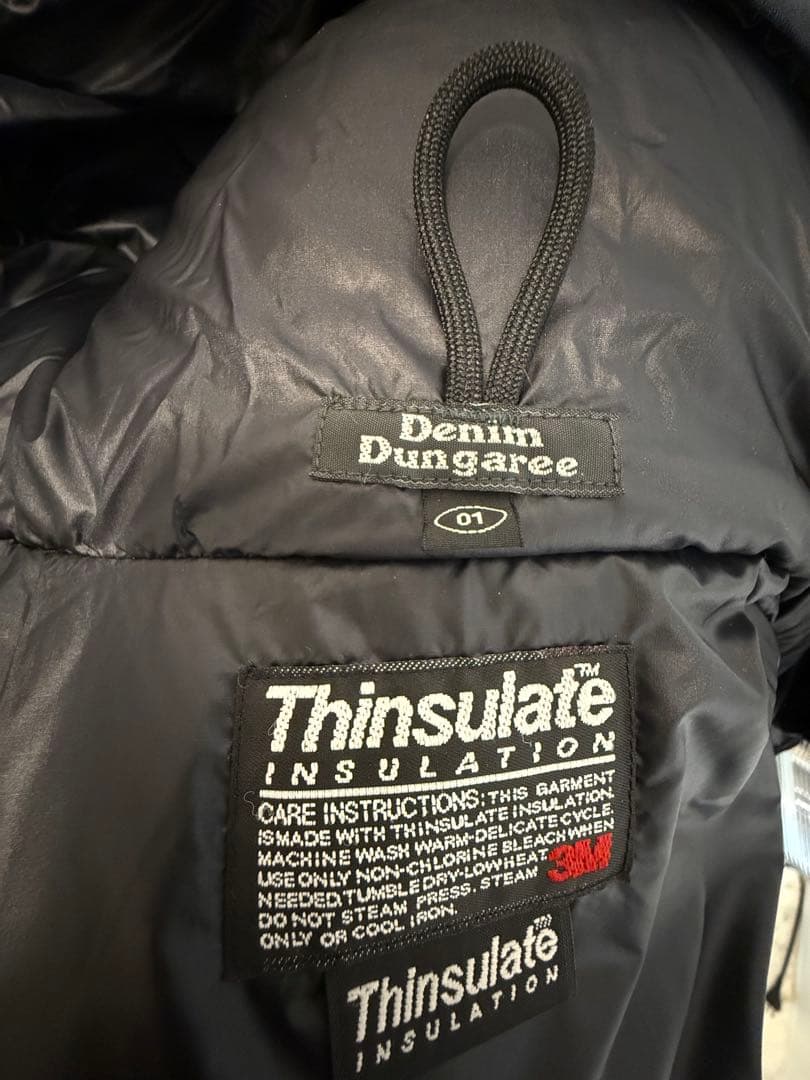 Denim
Dungaree
01
Thinsulate™
INSULATION
CARE INSTRUCTIONS: THIS GARMENT
IS MADE WITH THINSULATE INSULATION.
MACHINE WASH WARM-DELICATE CYCLE.
USE ONLY NON-CHLORINE BLEACH WHEN
NEEDED. TUMBLE DRY-LOW HEAT.
DO NOT STEAM PRESS. STEAM
ONLY OR COOL IRON.
3M
Thinsulate™
INSULATION